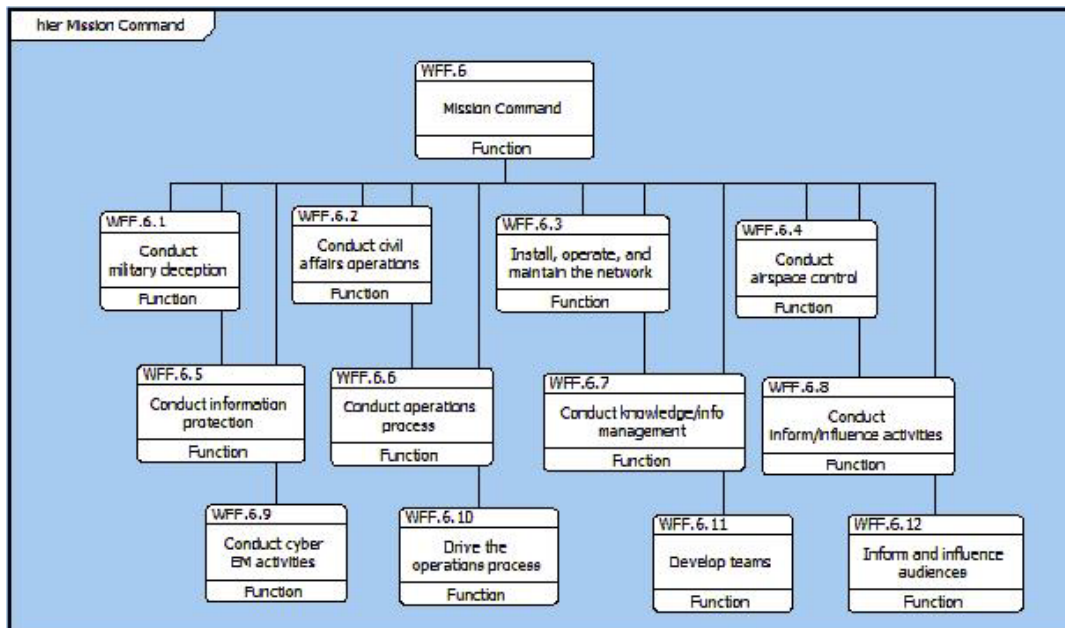 hier Mission Command
WFF.6
Mission Command
Function
WFF.6.1
Conduct
military deception
Function
WFF.6.2
Conduct civil
affairs operations
Function
WFF.6.3
Install, operate, and
maintain the network
Function
WFF.6.4
Conduct
airspace control
Function
WFF.6.5
Conduct information
protection
Function
WFF.6.6
Conduct operations
process
Function
WFF.6.7
Conduct knowledge/info
management
Function
WFF.6.8
Conduct
inform/influence activities
Function
WFF.6.9
Conduct cyber
EM activities
Function
WFF.6.10
Drive the
operations process
Function
WFF.6.11
Develop teams
Function
WFF.6.12
Inform and influence
audiences
Function